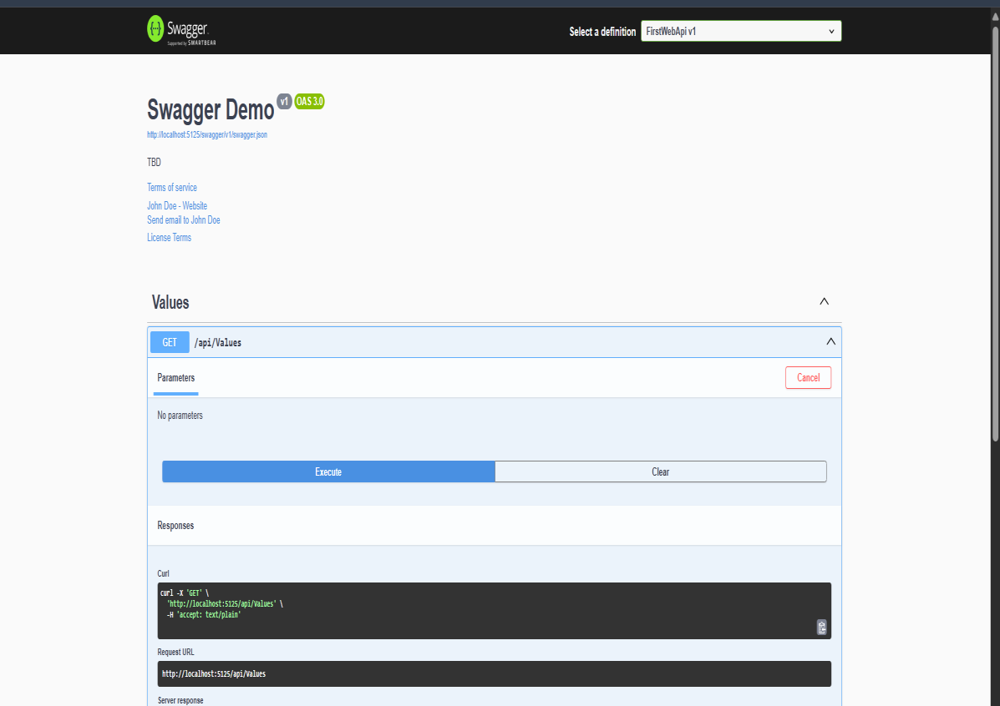 Swagger.
Supported by SMARTBEAR
Select a definition
FirstWebApi v1
Swagger Demo v1 OAS 3.0
http://localhost:5125/swagger/v1/swagger.json
TBD
Terms of service
John Doe - Website
Send email to John Doe
License Terms
Values
GET /api/Values
Parameters
Cancel
No parameters
Execute
Clear
Responses
Curl
curl -X 'GET' \
'http://localhost:5125/api/Values' \
-H 'accept: text/plain'
Request URL
http://localhost:5125/api/Values
Server response